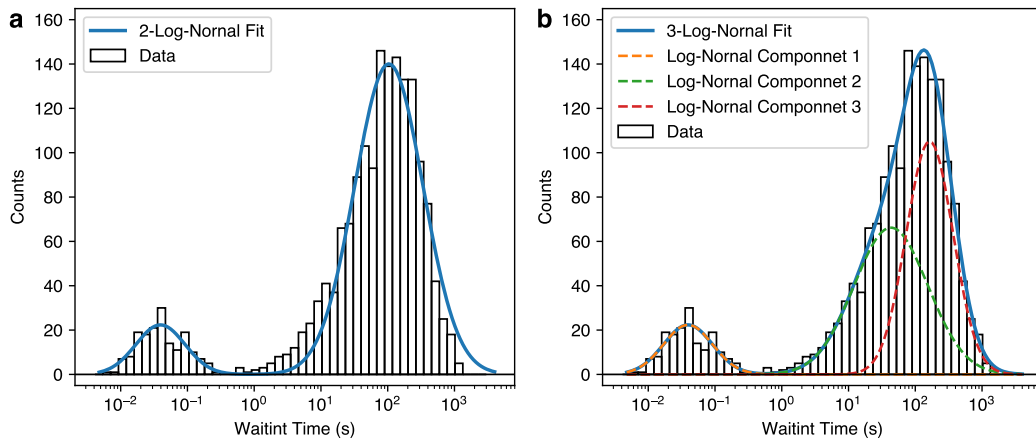 a
2-Log-Nornal Fit
Data
160
140
120
100
80
60
40
20
0
Counts
10⁻² 10⁻¹ 10⁰ 10¹ 10² 10³
Waitint Time (s)
b
3-Log-Nornal Fit
Log-Nornal Componnet 1
Log-Nornal Componnet 2
Log-Nornal Componnet 3
Data
160
140
120
100
80
60
40
20
0
Counts
10⁻² 10⁻¹ 10⁰ 10¹ 10² 10³
Waitint Time (s)